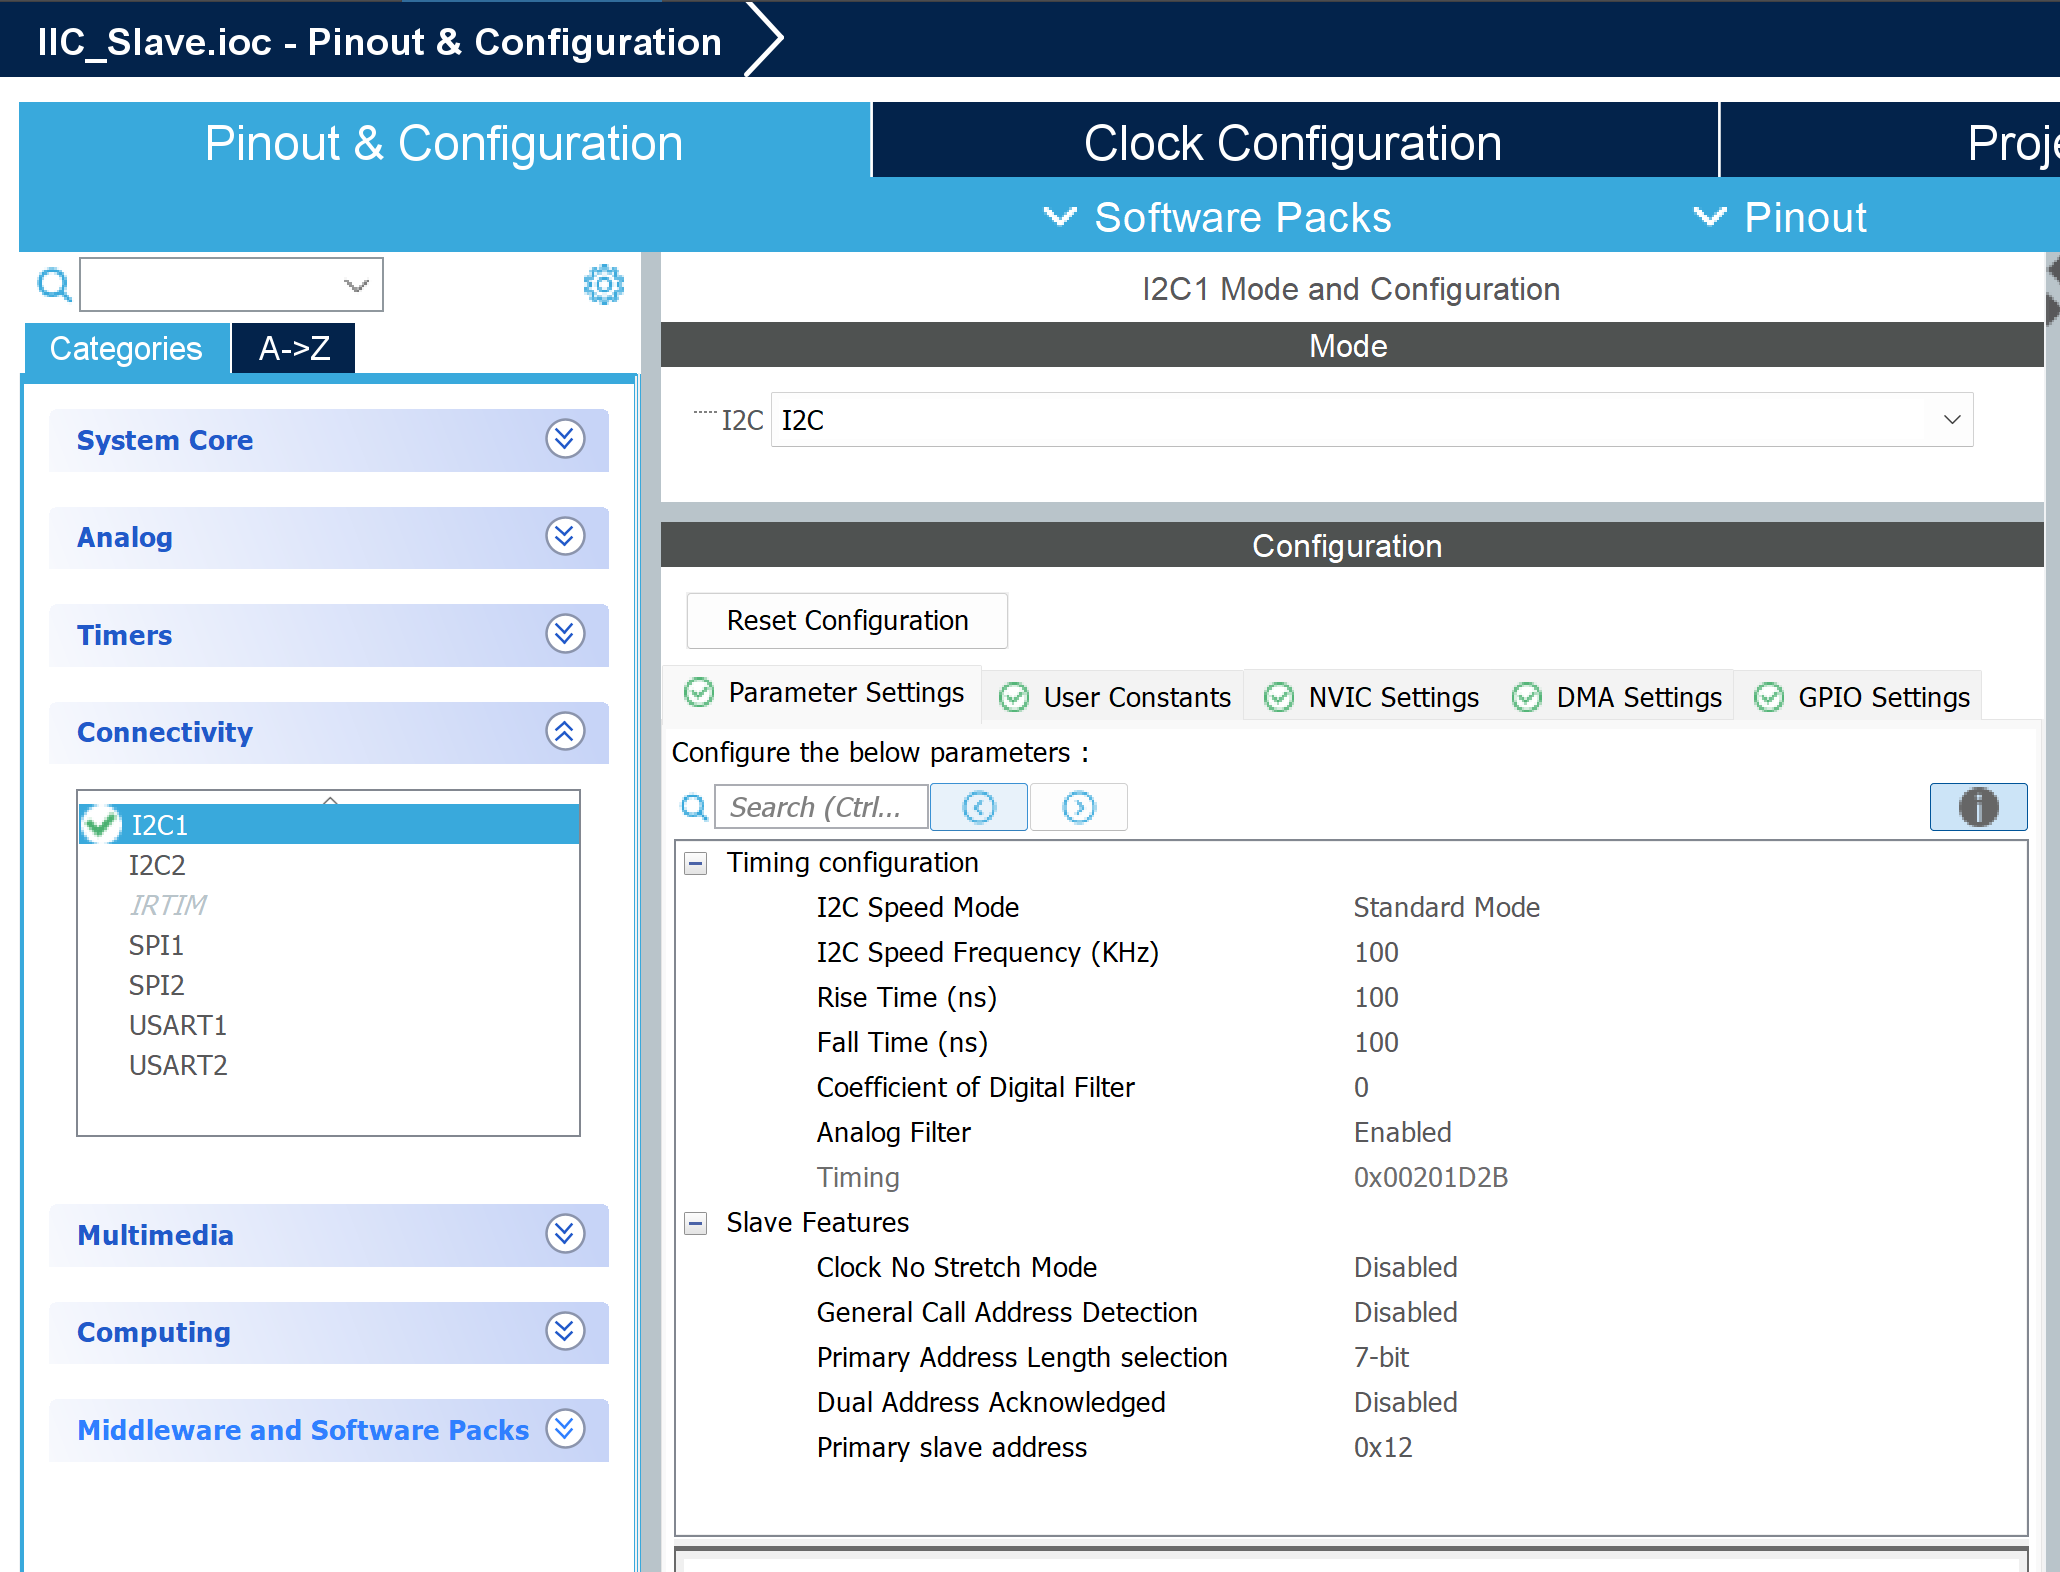 IIC_Slave.ioc - Pinout & Configuration
Pinout & Configuration
Clock Configuration
Software Packs
Pinout
Categories
A->Z
System Core
Analog
Timers
Connectivity
I2C1
I2C2
IRTIM
SPI1
SPI2
USART1
USART2
Multimedia
Computing
Middleware and Software Packs
I2C1 Mode and Configuration
Mode
I2C I2C
Configuration
Reset Configuration
Parameter Settings
User Constants
NVIC Settings
DMA Settings
GPIO Settings
Configure the below parameters :
Search (Ctrl...
Timing configuration
I2C Speed Mode Standard Mode
I2C Speed Frequency (KHz) 100
Rise Time (ns) 100
Fall Time (ns) 100
Coefficient of Digital Filter 0
Analog Filter Enabled
Timing 0x00201D2B
Slave Features
Clock No Stretch Mode Disabled
General Call Address Detection Disabled
Primary Address Length selection 7-bit
Dual Address Acknowledged Disabled
Primary slave address 0x12